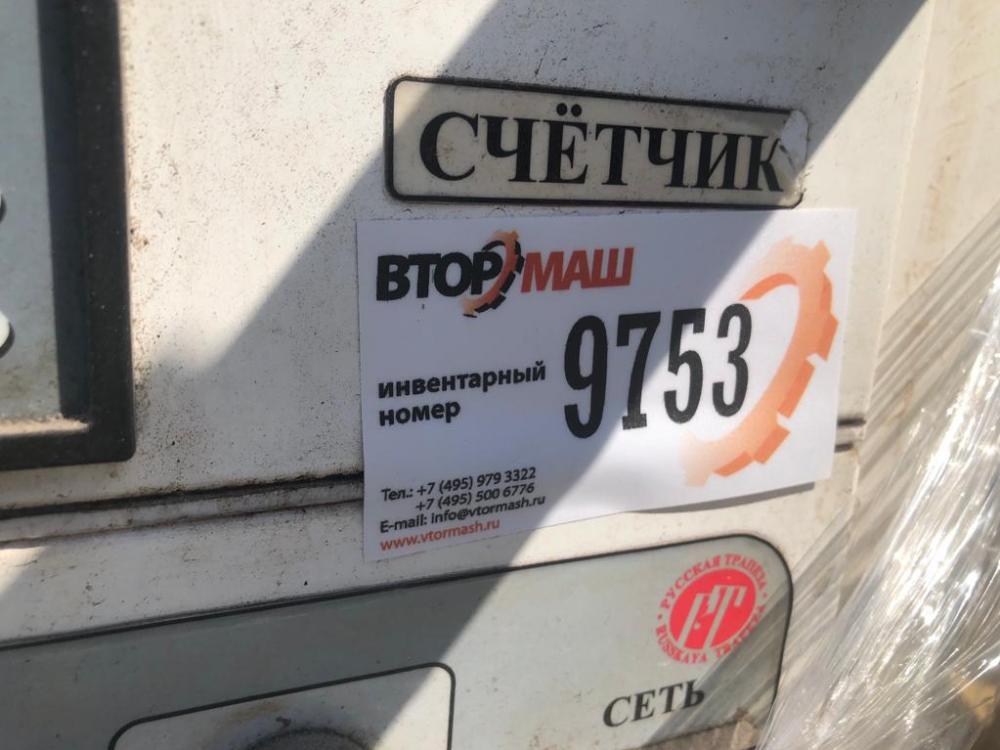 СЧЁТЧИК
ВТОРМАШ
инвентарный
номер
9753
Тел.: +7 (495) 979 3322
+7 (495) 500 6776
E-mail: info@vtormash.ru
www.vtormash.ru
РУССКАЯ ТРАПЕЗА
РТ
RUSSKAYA TRAPEZA
СЕТЬ